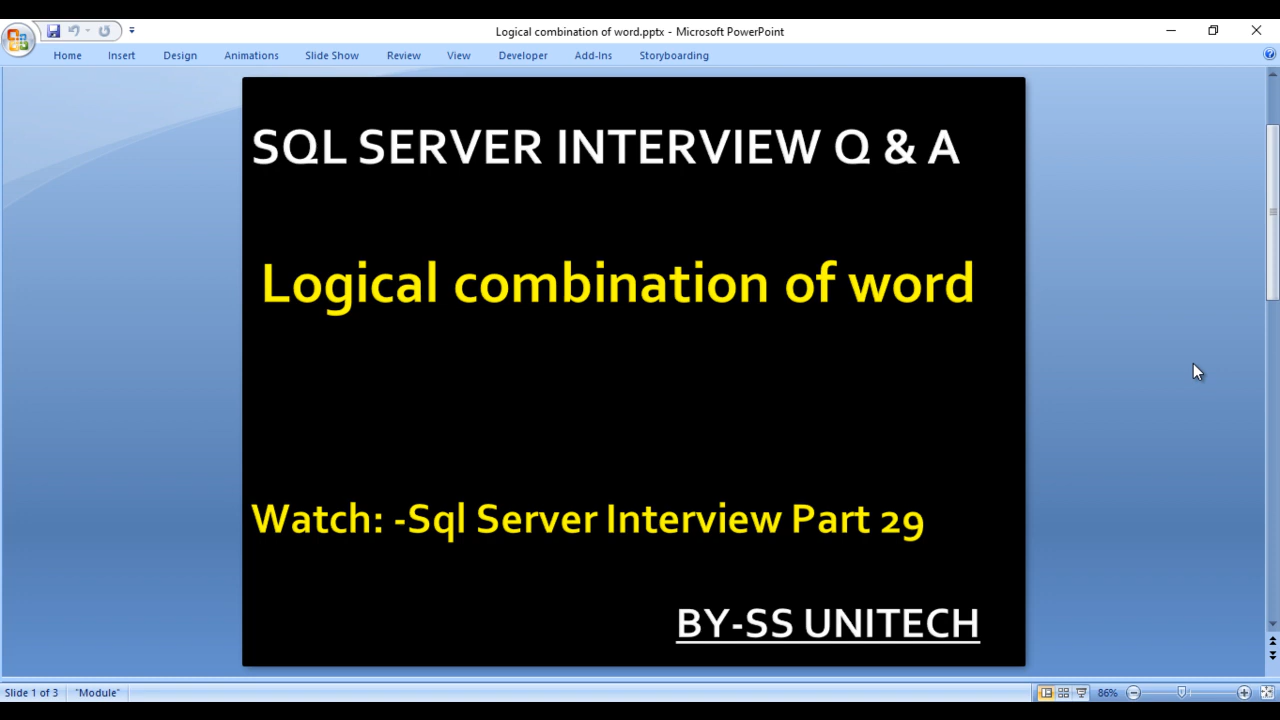 Logical combination of word.pptx - Microsoft PowerPoint
Home Insert Design Animations Slide Show Review View Developer Add-Ins Storyboarding
SQL SERVER INTERVIEW Q & A
Logical combination of word
Watch: -Sql Server Interview Part 29
BY-SS UNITECH
Slide 1 of 3 "Module" 86%